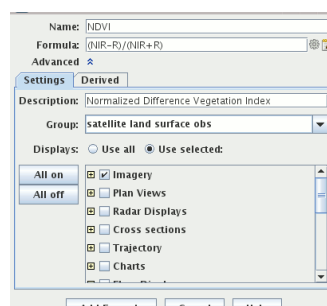 Name: NDVI
Formula: (NIR-R)/(NIR+R)
Advanced
Settings Derived
Description: Normalized Difference Vegetation Index
Group: satellite land surface obs
Displays: Use all Use selected:
All on
All off
Imagery
Plan Views
Radar Displays
Cross sections
Trajectory
Charts